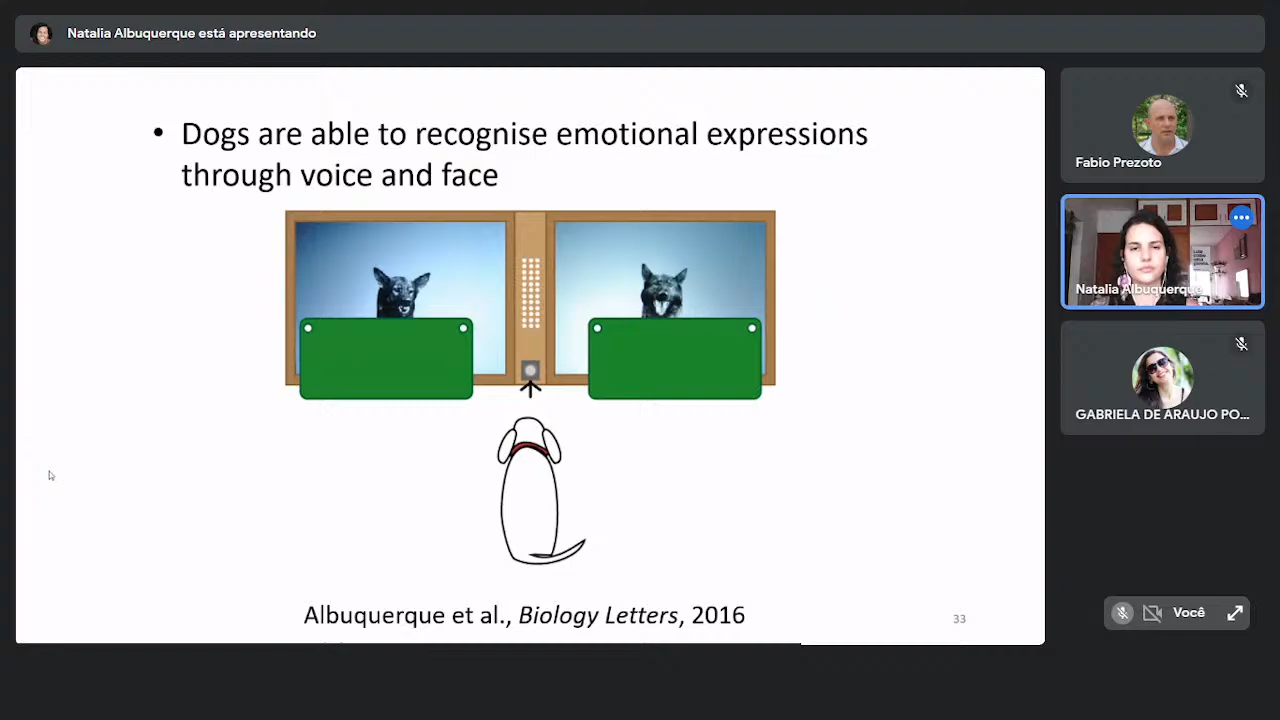 Natalia Albuquerque está apresentando
• Dogs are able to recognise emotional expressions
through voice and face
Albuquerque et al., Biology Letters, 2016
33
Fabio Prezoto
Natalia Albuquerque
GABRIELA DE ARAUJO PO...
Você